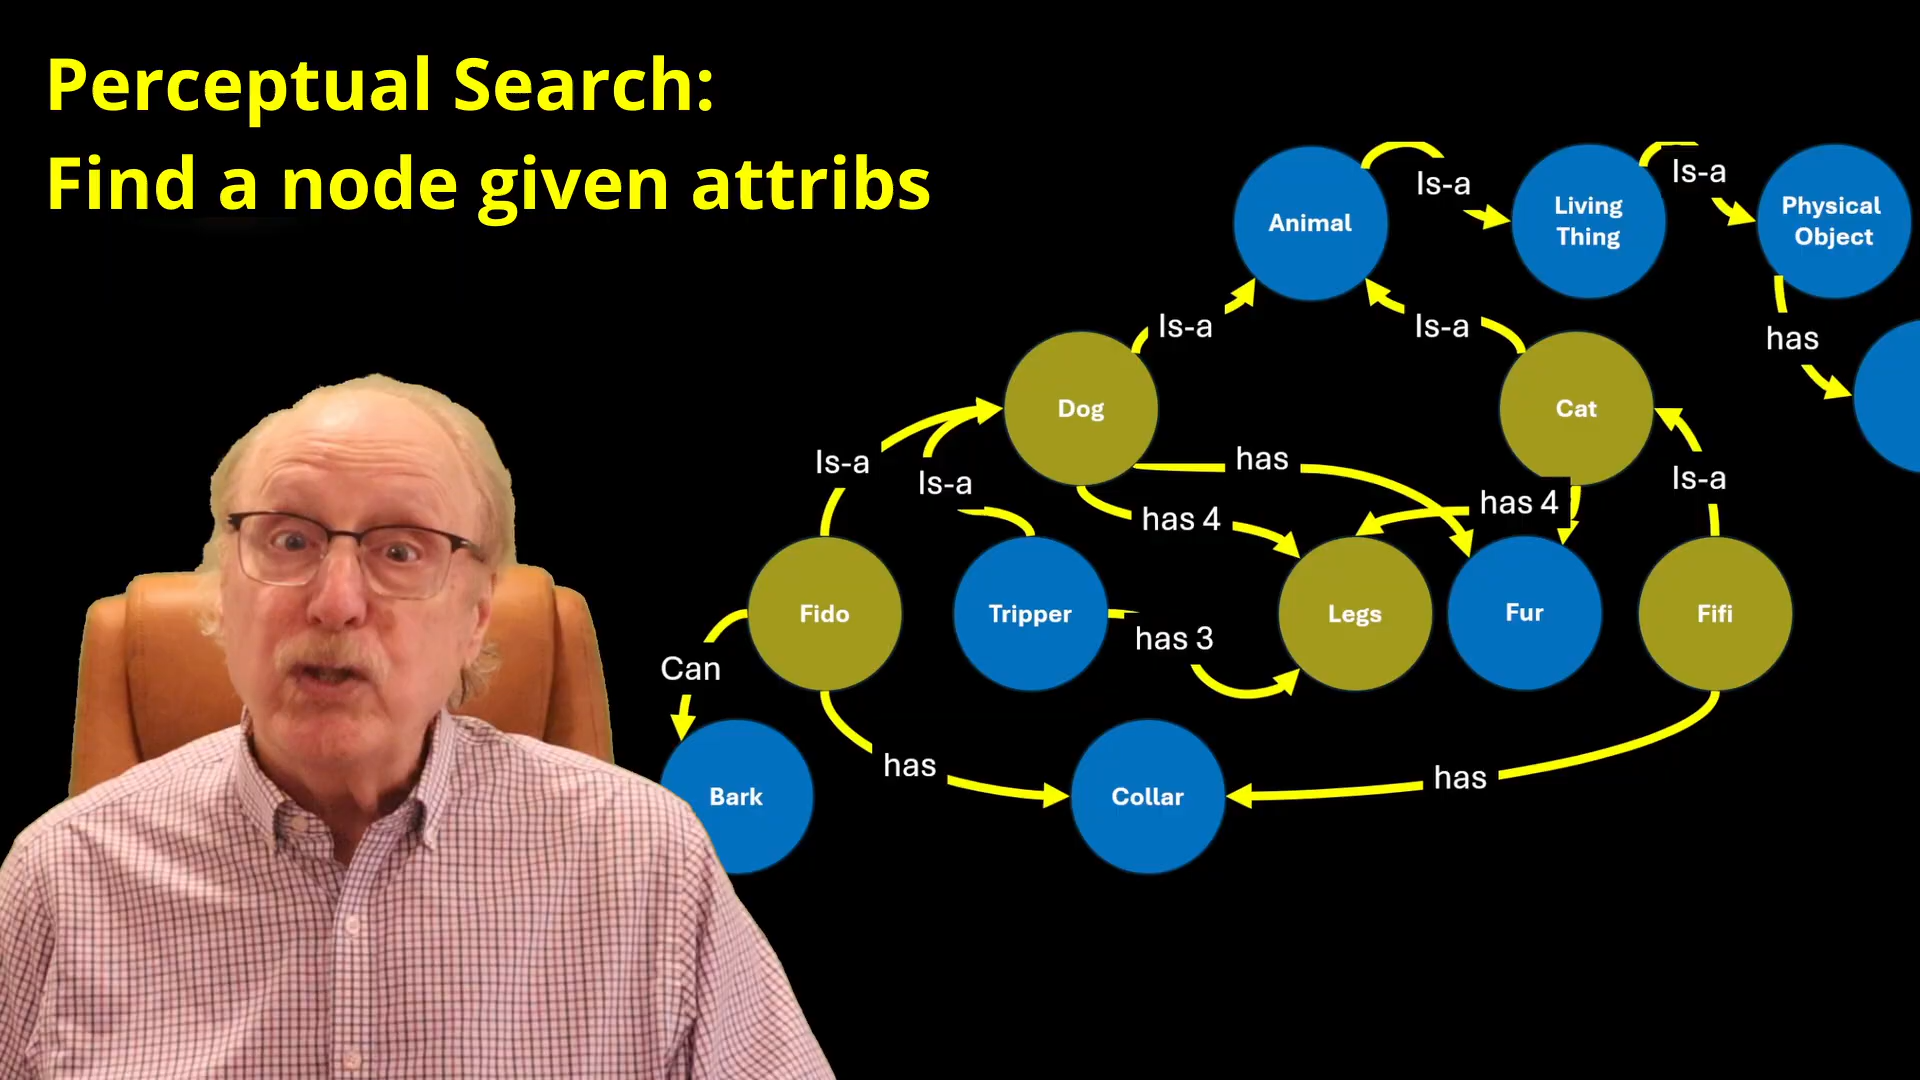 Perceptual Search:
Find a node given attribs
Is-a
Is-a
Animal
Living
Thing
Physical
Object
Is-a
Is-a
has
Dog
Cat
Is-a
has
Is-a
Is-a
has 4
has 4
Fido
Tripper
Legs
Fur
Fifi
has 3
Can
has
has
Bark
Collar